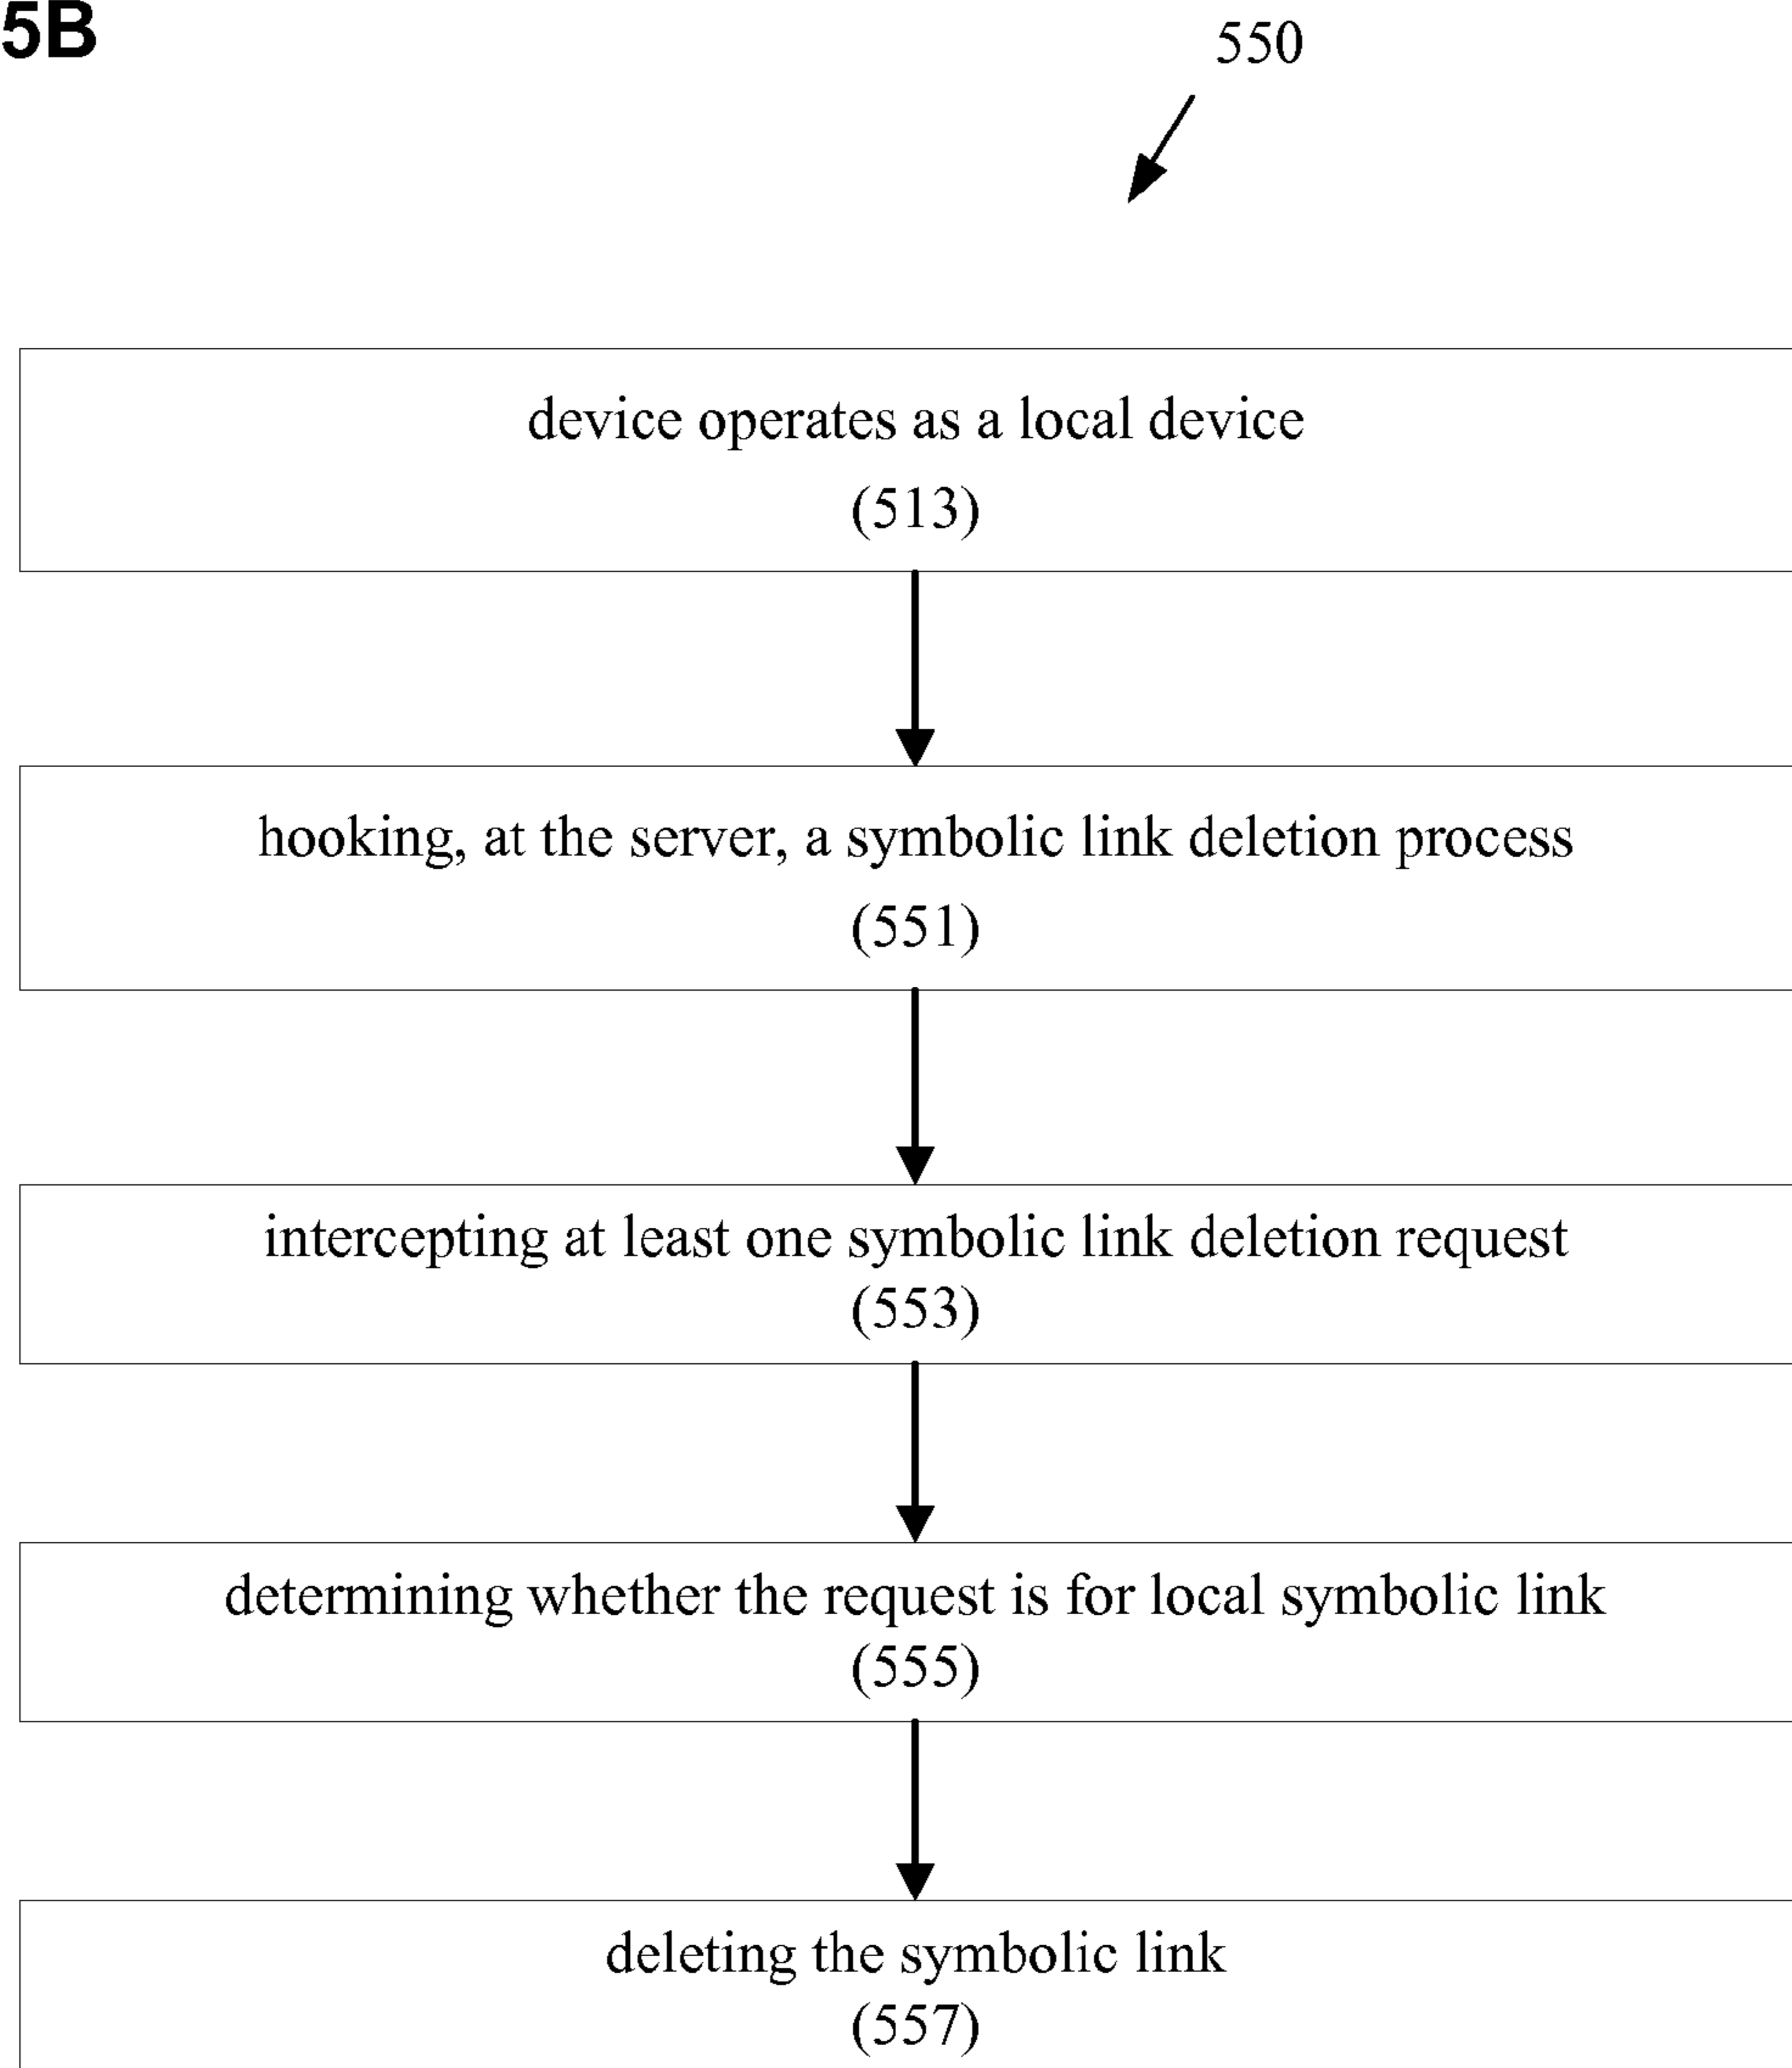 5B
550
device operates as a local device
(513)
hooking, at the server, a symbolic link deletion process
(551)
intercepting at least one symbolic link deletion request
(553)
determining whether the request is for local symbolic link
(555)
deleting the symbolic link
(557)